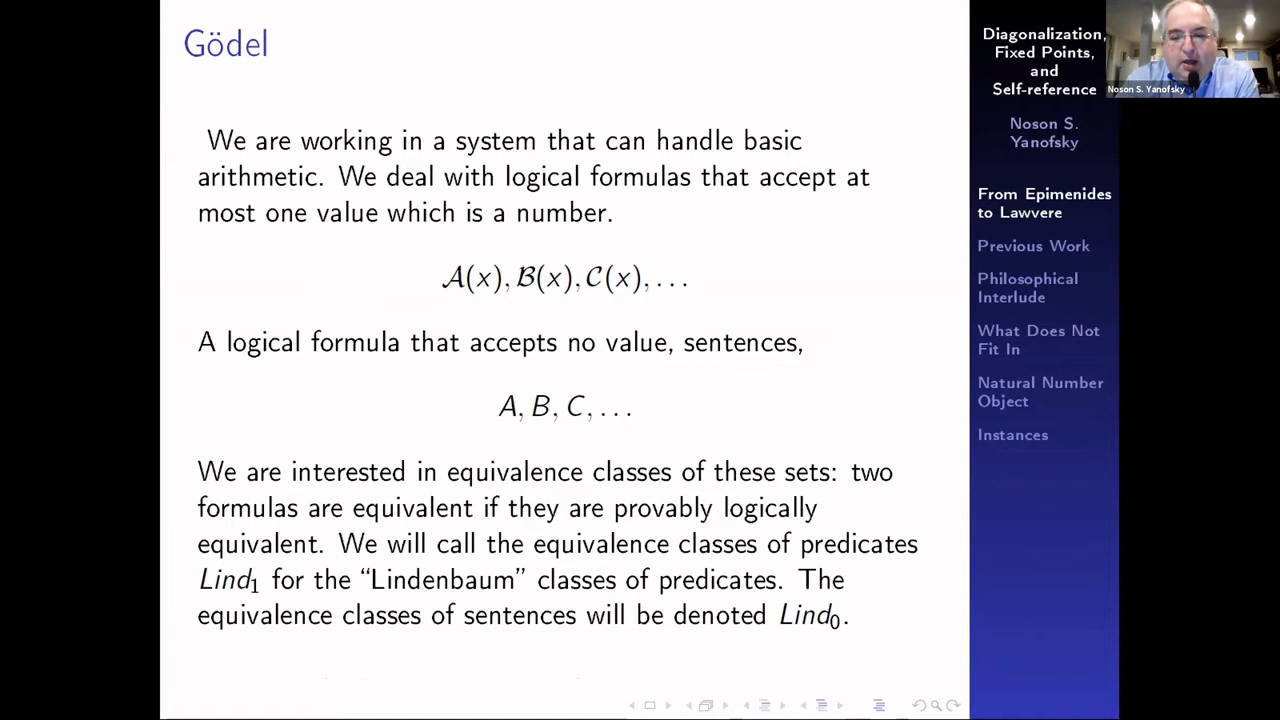 Gödel
We are working in a system that can handle basic
arithmetic. We deal with logical formulas that accept at
most one value which is a number.
𝒜(x), ℬ(x), 𝒞(x), . . .
A logical formula that accepts no value, sentences,
A, B, C, . . .
We are interested in equivalence classes of these sets: two
formulas are equivalent if they are provably logically
equivalent. We will call the equivalence classes of predicates
Lind₁ for the “Lindenbaum” classes of predicates. The
equivalence classes of sentences will be denoted Lind₀.
Diagonalization,
Fixed Points,
and
Self-reference
Noson S.
Yanofsky
From Epimenides
to Lawvere
Previous Work
Philosophical
Interlude
What Does Not
Fit In
Natural Number
Object
Instances
Noson S. Yanofsky